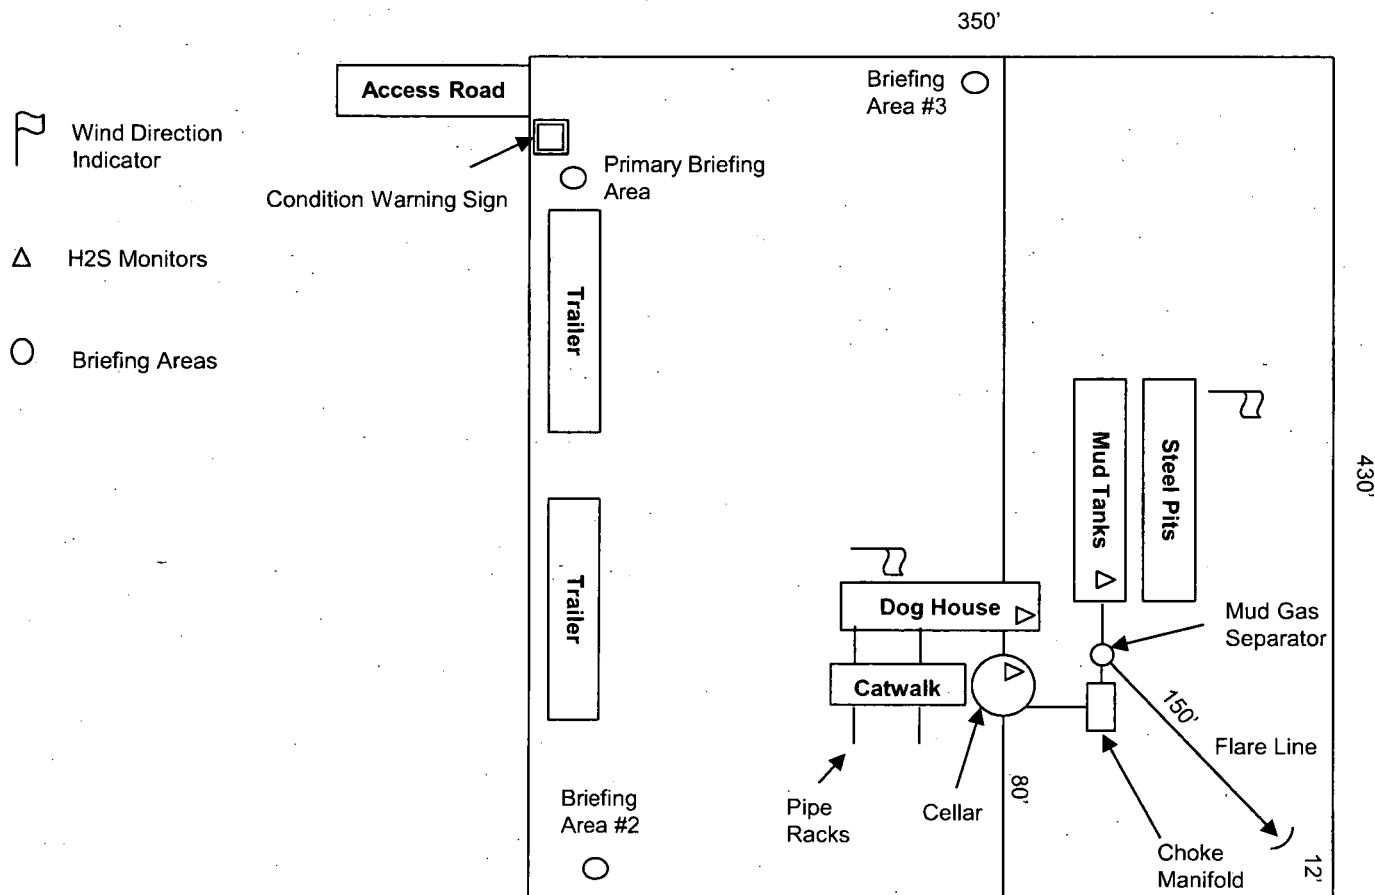 350'
Access Road
Briefing
Area #3
Wind Direction
Indicator
Primary Briefing
Area
Condition Warning Sign
H2S Monitors
Trailer
Briefing Areas
Mud Tanks
Steel Pits
430'
Trailer
Dog House
Mud Gas
Separator
Catwalk
150'
Flare Line
80'
Briefing
Area #2
Pipe
Racks
Cellar
Choke
Manifold
12'